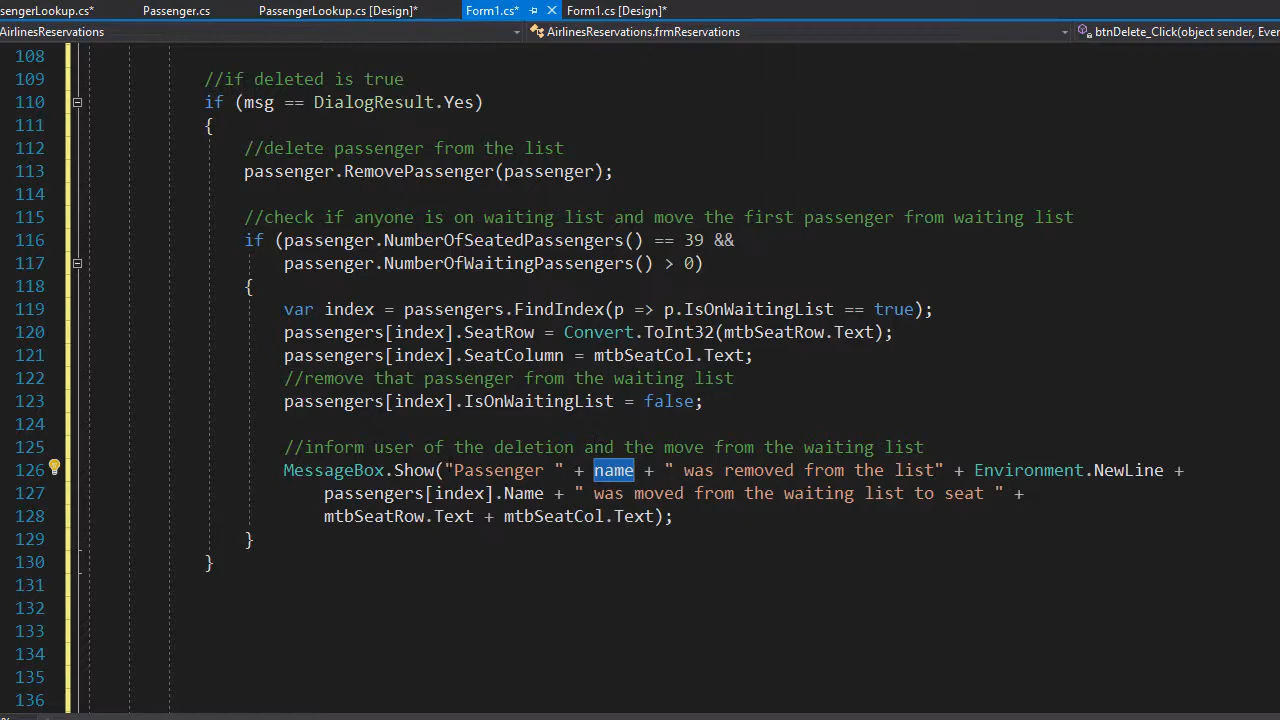 sengerLookup.cs* Passenger.cs PassengerLookup.cs [Design]* Form1.cs* Form1.cs [Design]*
AirlinesReservations AirlinesReservations.frmReservations btnDelete_Click(object sender, Even
108
109 //if deleted is true
110 if (msg == DialogResult.Yes)
111 {
112 //delete passenger from the list
113 passenger.RemovePassenger(passenger);
114
115 //check if anyone is on waiting list and move the first passenger from waiting list
116 if (passenger.NumberOfSeatedPassengers() == 39 &&
117 passenger.NumberOfWaitingPassengers() > 0)
118 {
119 var index = passengers.FindIndex(p => p.IsOnWaitingList == true);
120 passengers[index].SeatRow = Convert.ToInt32(mtbSeatRow.Text);
121 passengers[index].SeatColumn = mtbSeatCol.Text;
122 //remove that passenger from the waiting list
123 passengers[index].IsOnWaitingList = false;
124
125 //inform user of the deletion and the move from the waiting list
126 MessageBox.Show("Passenger " + name + " was removed from the list" + Environment.NewLine +
127 passengers[index].Name + " was moved from the waiting list to seat " +
128 mtbSeatRow.Text + mtbSeatCol.Text);
129 }
130 }
131
132
133
134
135
136